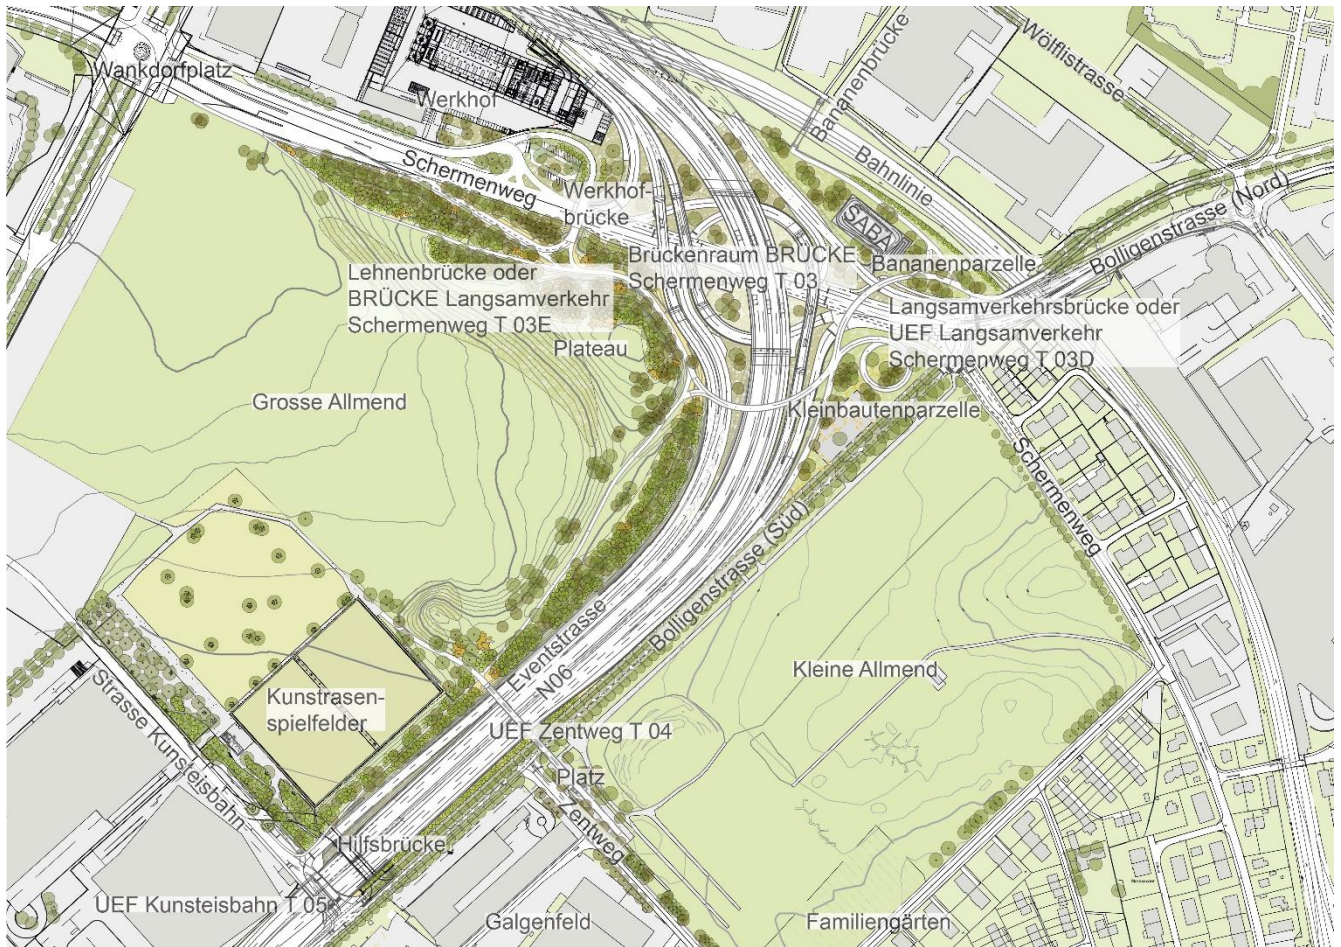 Wankdorfplatz
Werkhof
Bananenbrücke
Wölflistrasse
Schermenweg
Bahnlinie
Werkhof-
brücke
SABA
Bolligenstrasse (Nord)
Brückenraum BRÜCKE
Schermenweg T 03
Bananenparzelle
Lehnenbrücke oder
BRÜCKE Langsamverkehr
Schermenweg T 03E
Langsamverkehrsbrücke oder
UEF Langsamverkehr
Schermenweg T 03D
Plateau
Grosse Allmend
Kleinbautenparzelle
Schermenweg
Bolligenstrasse (Süd)
Eventstrasse
N06
Kleine Allmend
Kunstrasen-
spielfelder
Strasse Kunsteisbahn
UEF Zentweg T 04
Platz
Zentweg
Hilfsbrücke
UEF Kunsteisbahn T 05
Galgenfeld
Familiengärten